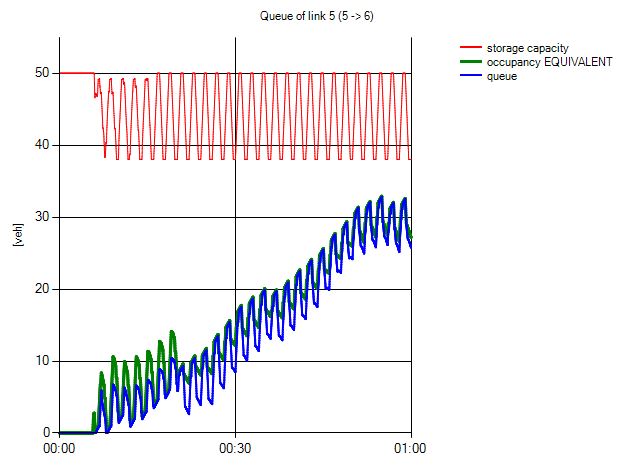 Queue of link 5 (5 -> 6)
storage capacity
occupancy EQUIVALENT
queue
[veh]
50
40
30
20
10
0
00:00 00:30 01:00